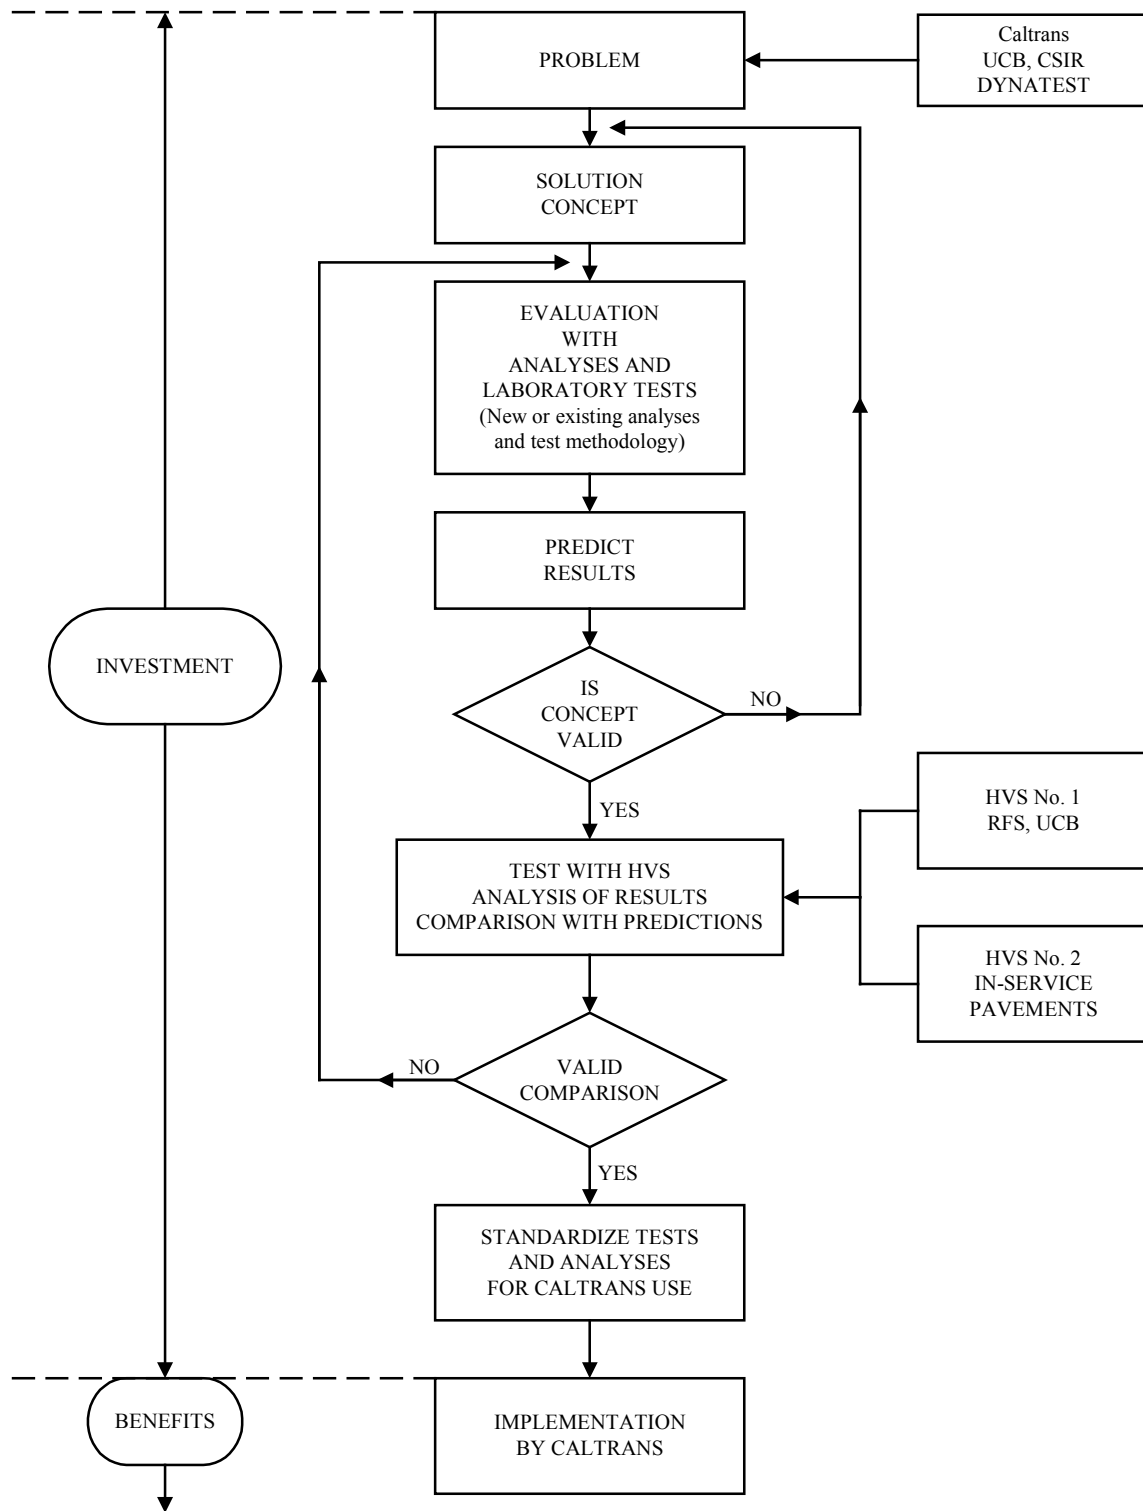 PROBLEM
Caltrans
UCB, CSIR
DYNATEST
SOLUTION
CONCEPT
EVALUATION
WITH
ANALYSES AND
LABORATORY TESTS
(New or existing analyses
and test methodology)
PREDICT
RESULTS
INVESTMENT
IS
CONCEPT
VALID
NO
YES
HVS No. 1
RFS, UCB
TEST WITH HVS
ANALYSIS OF RESULTS
COMPARISON WITH PREDICTIONS
HVS No. 2
IN-SERVICE
PAVEMENTS
NO
VALID
COMPARISON
YES
STANDARDIZE TESTS
AND ANALYSES
FOR CALTRANS USE
BENEFITS
IMPLEMENTATION
BY CALTRANS